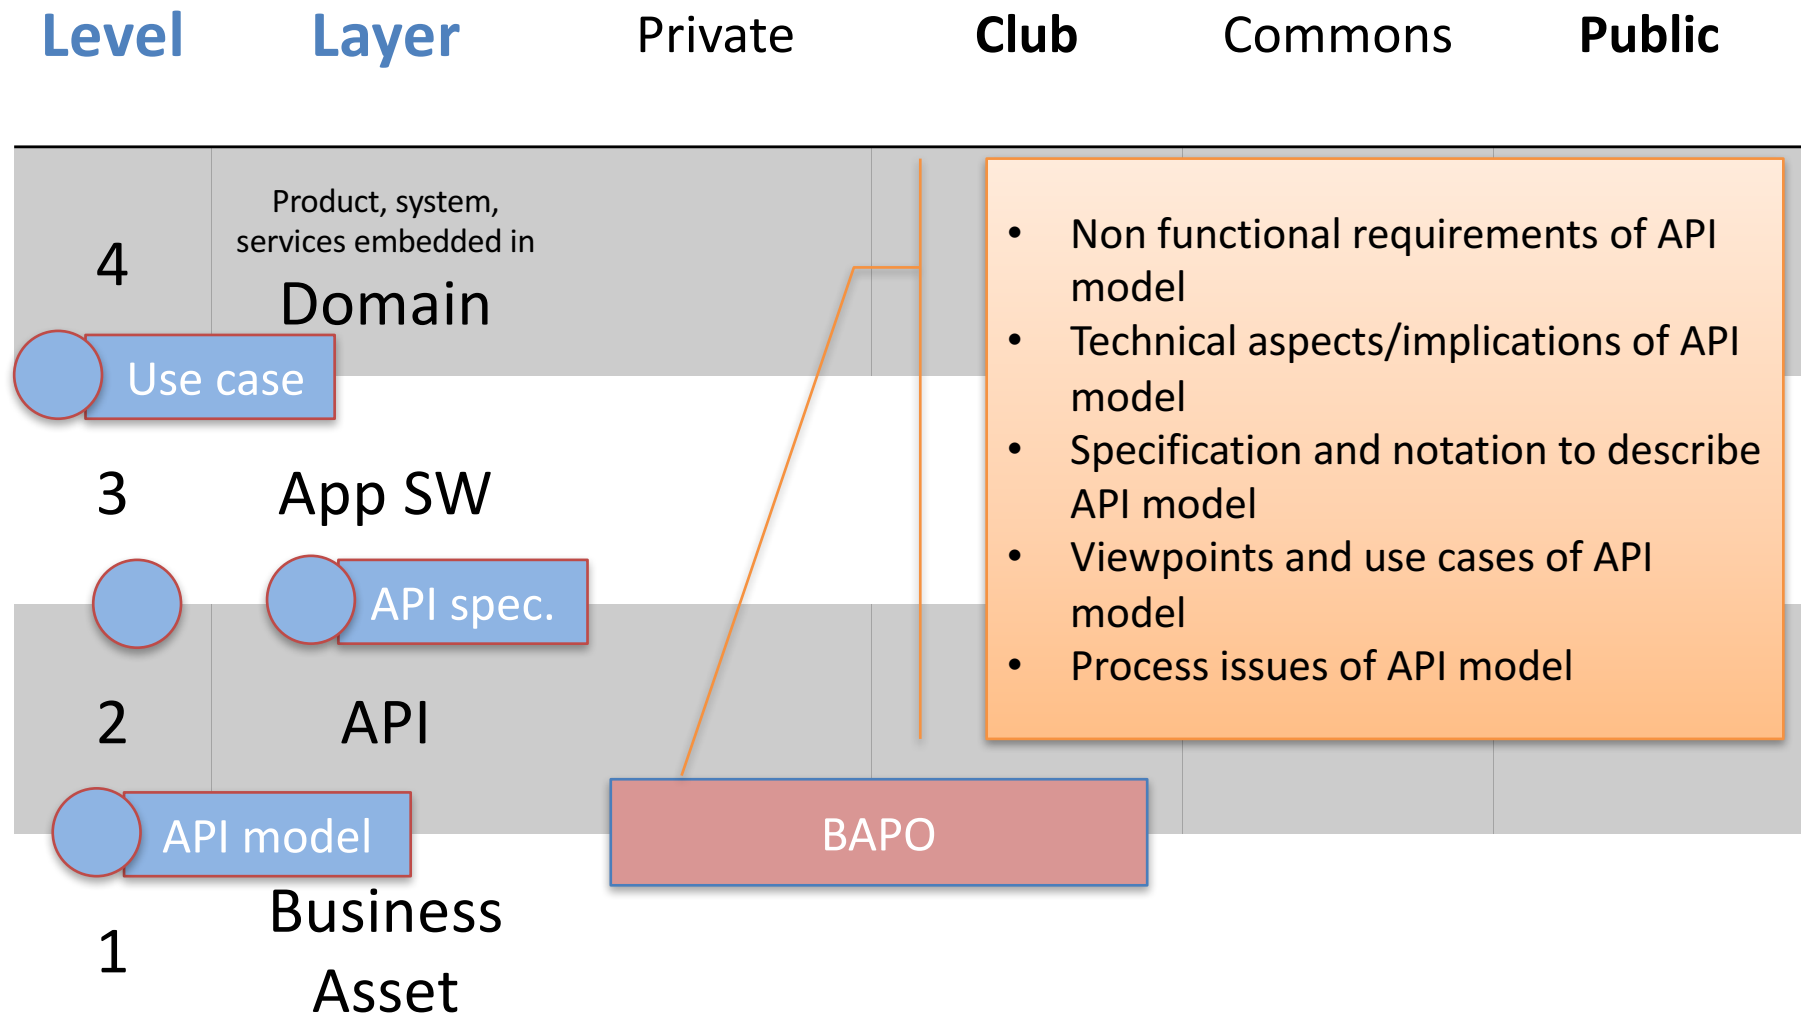 Level Layer Private Club Commons Public
4
Product, system,
services embedded in
Domain
Use case
3
App SW
API spec.
2
API
API model
1
Business
Asset
BAPO
• Non functional requirements of API
model
• Technical aspects/implications of API
model
• Specification and notation to describe
API model
• Viewpoints and use cases of API
model
• Process issues of API model